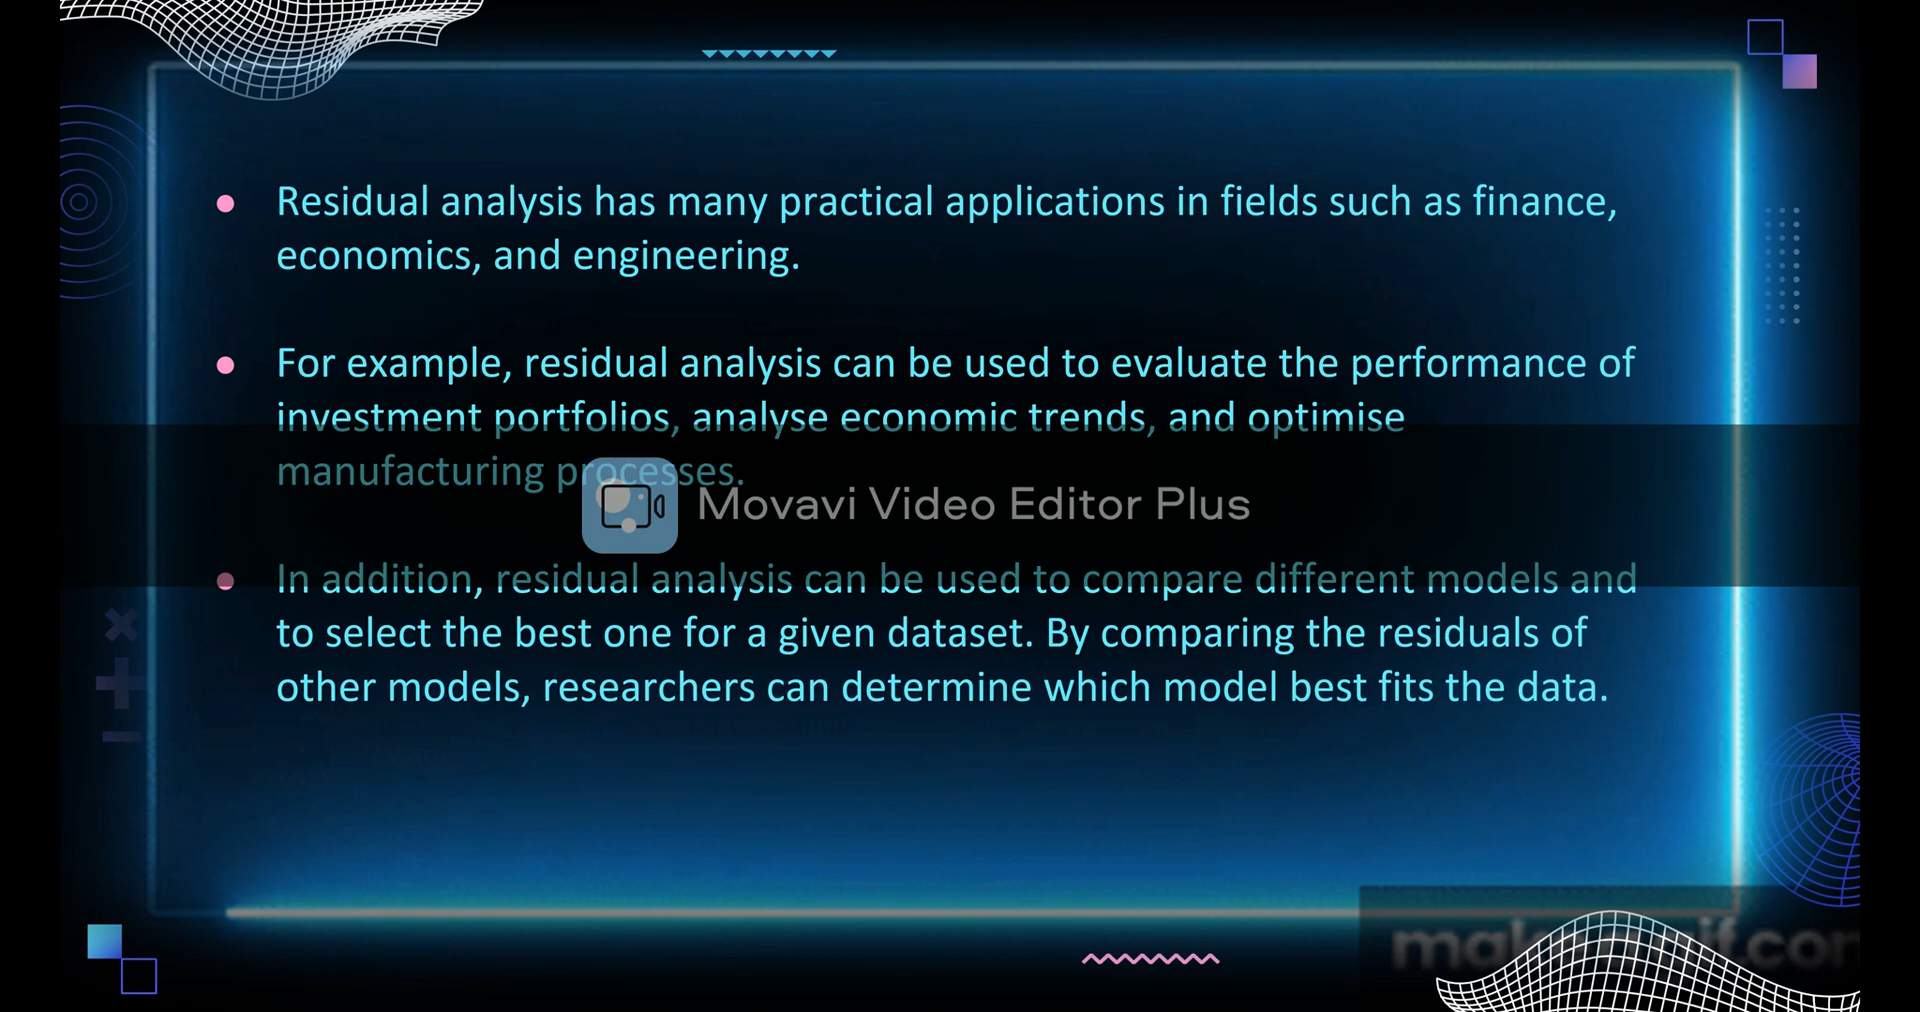 Residual analysis has many practical applications in fields such as finance,
economics, and engineering.
For example, residual analysis can be used to evaluate the performance of
investment portfolios, analyse economic trends, and optimise
manufacturing processes.
Movavi Video Editor Plus
In addition, residual analysis can be used to compare different models and
to select the best one for a given dataset. By comparing the residuals of
other models, researchers can determine which model best fits the data.